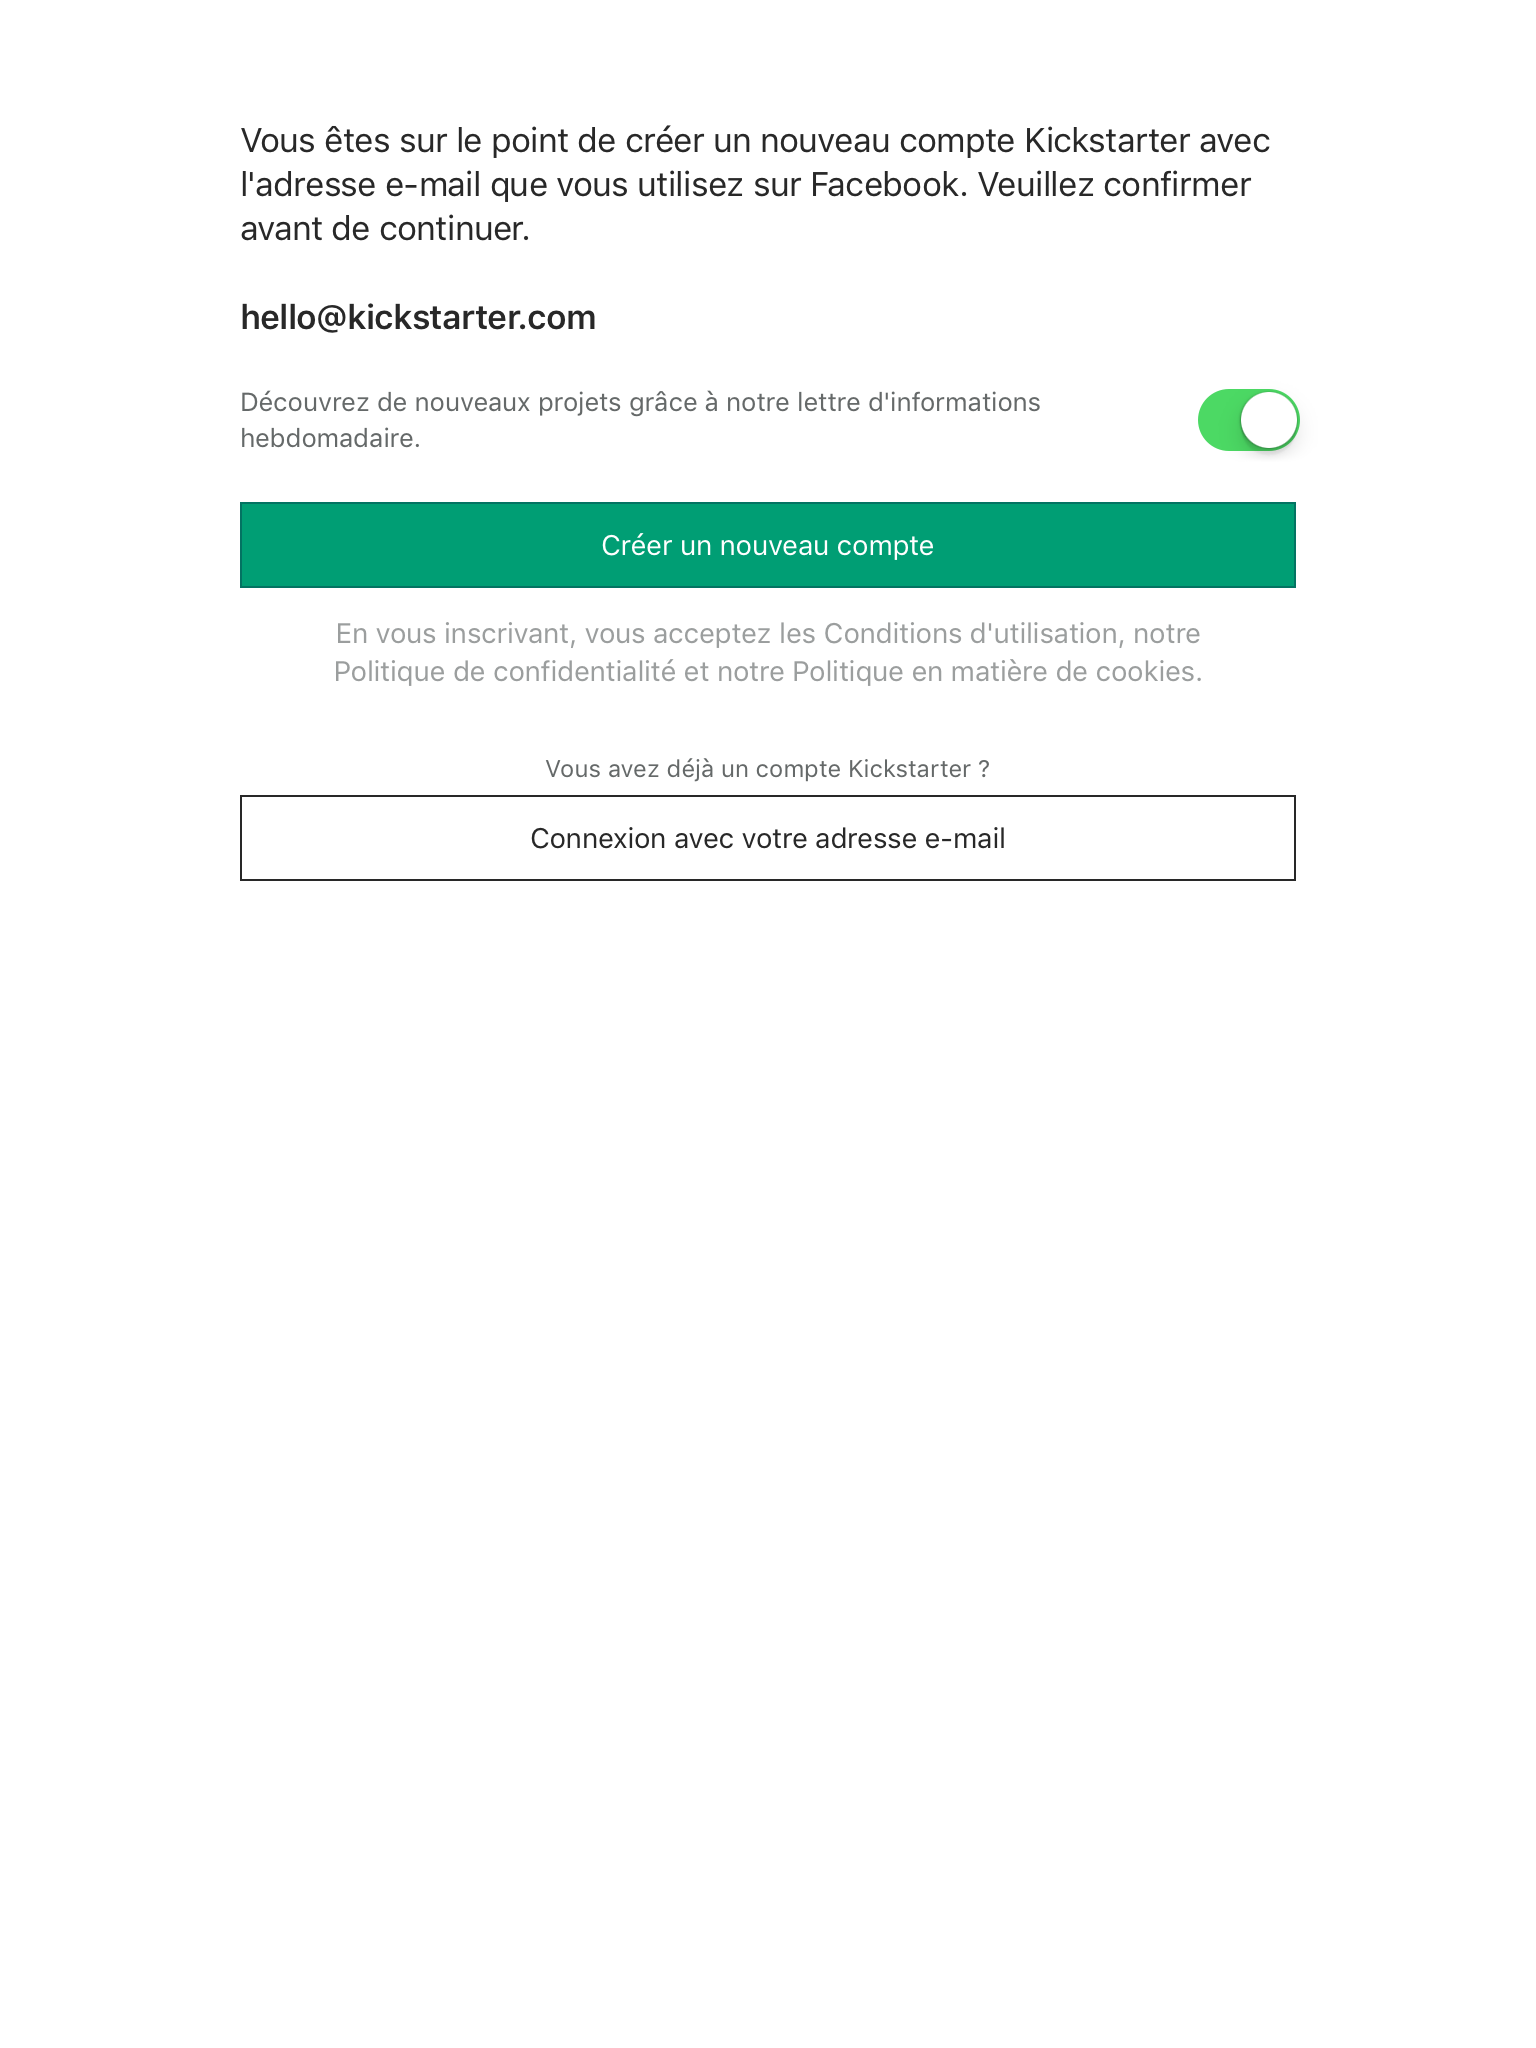 Vous êtes sur le point de créer un nouveau compte Kickstarter avec
l'adresse e-mail que vous utilisez sur Facebook. Veuillez confirmer
avant de continuer.
hello@kickstarter.com
Découvrez de nouveaux projets grâce à notre lettre d'informations
hebdomadaire.
Créer un nouveau compte
En vous inscrivant, vous acceptez les Conditions d'utilisation, notre
Politique de confidentialité et notre Politique en matière de cookies.
Vous avez déjà un compte Kickstarter ?
Connexion avec votre adresse e-mail